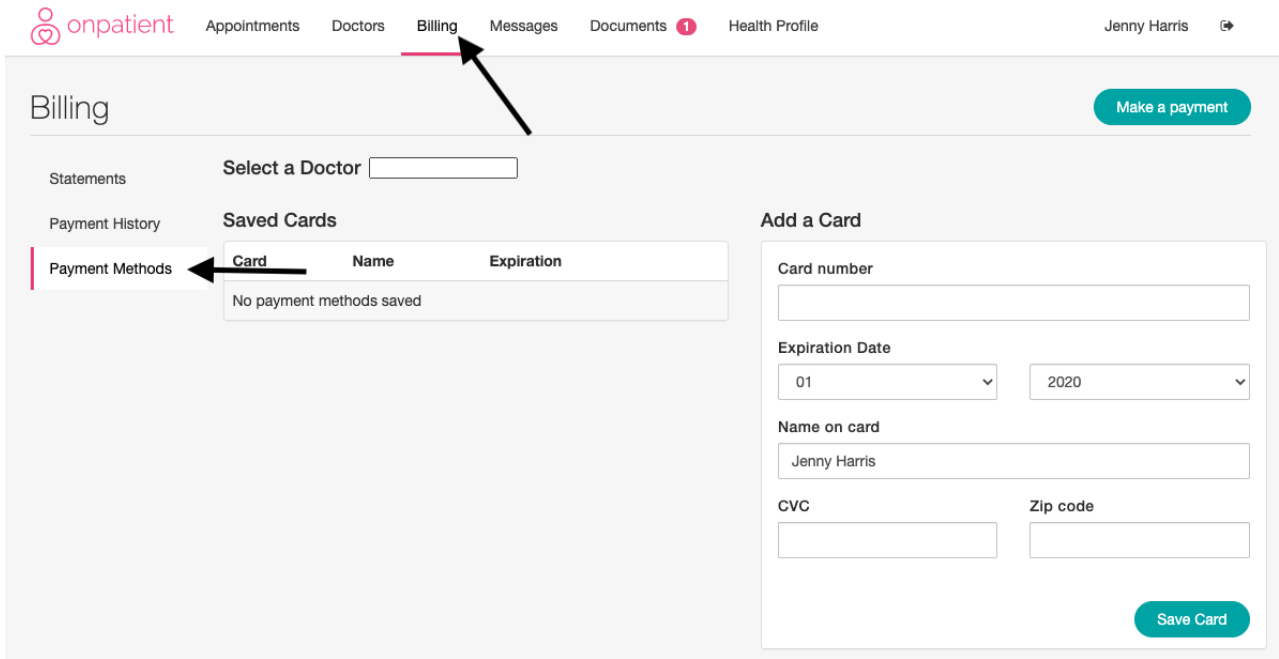 onpatient Appointments Doctors Billing Messages Documents 1 Health Profile Jenny Harris
Billing Make a payment
Statements
Payment History
Payment Methods
Select a Doctor
Saved Cards
Card Name Expiration
No payment methods saved
Add a Card
Card number
Expiration Date
01 2020
Name on card
Jenny Harris
CVC Zip code
Save Card